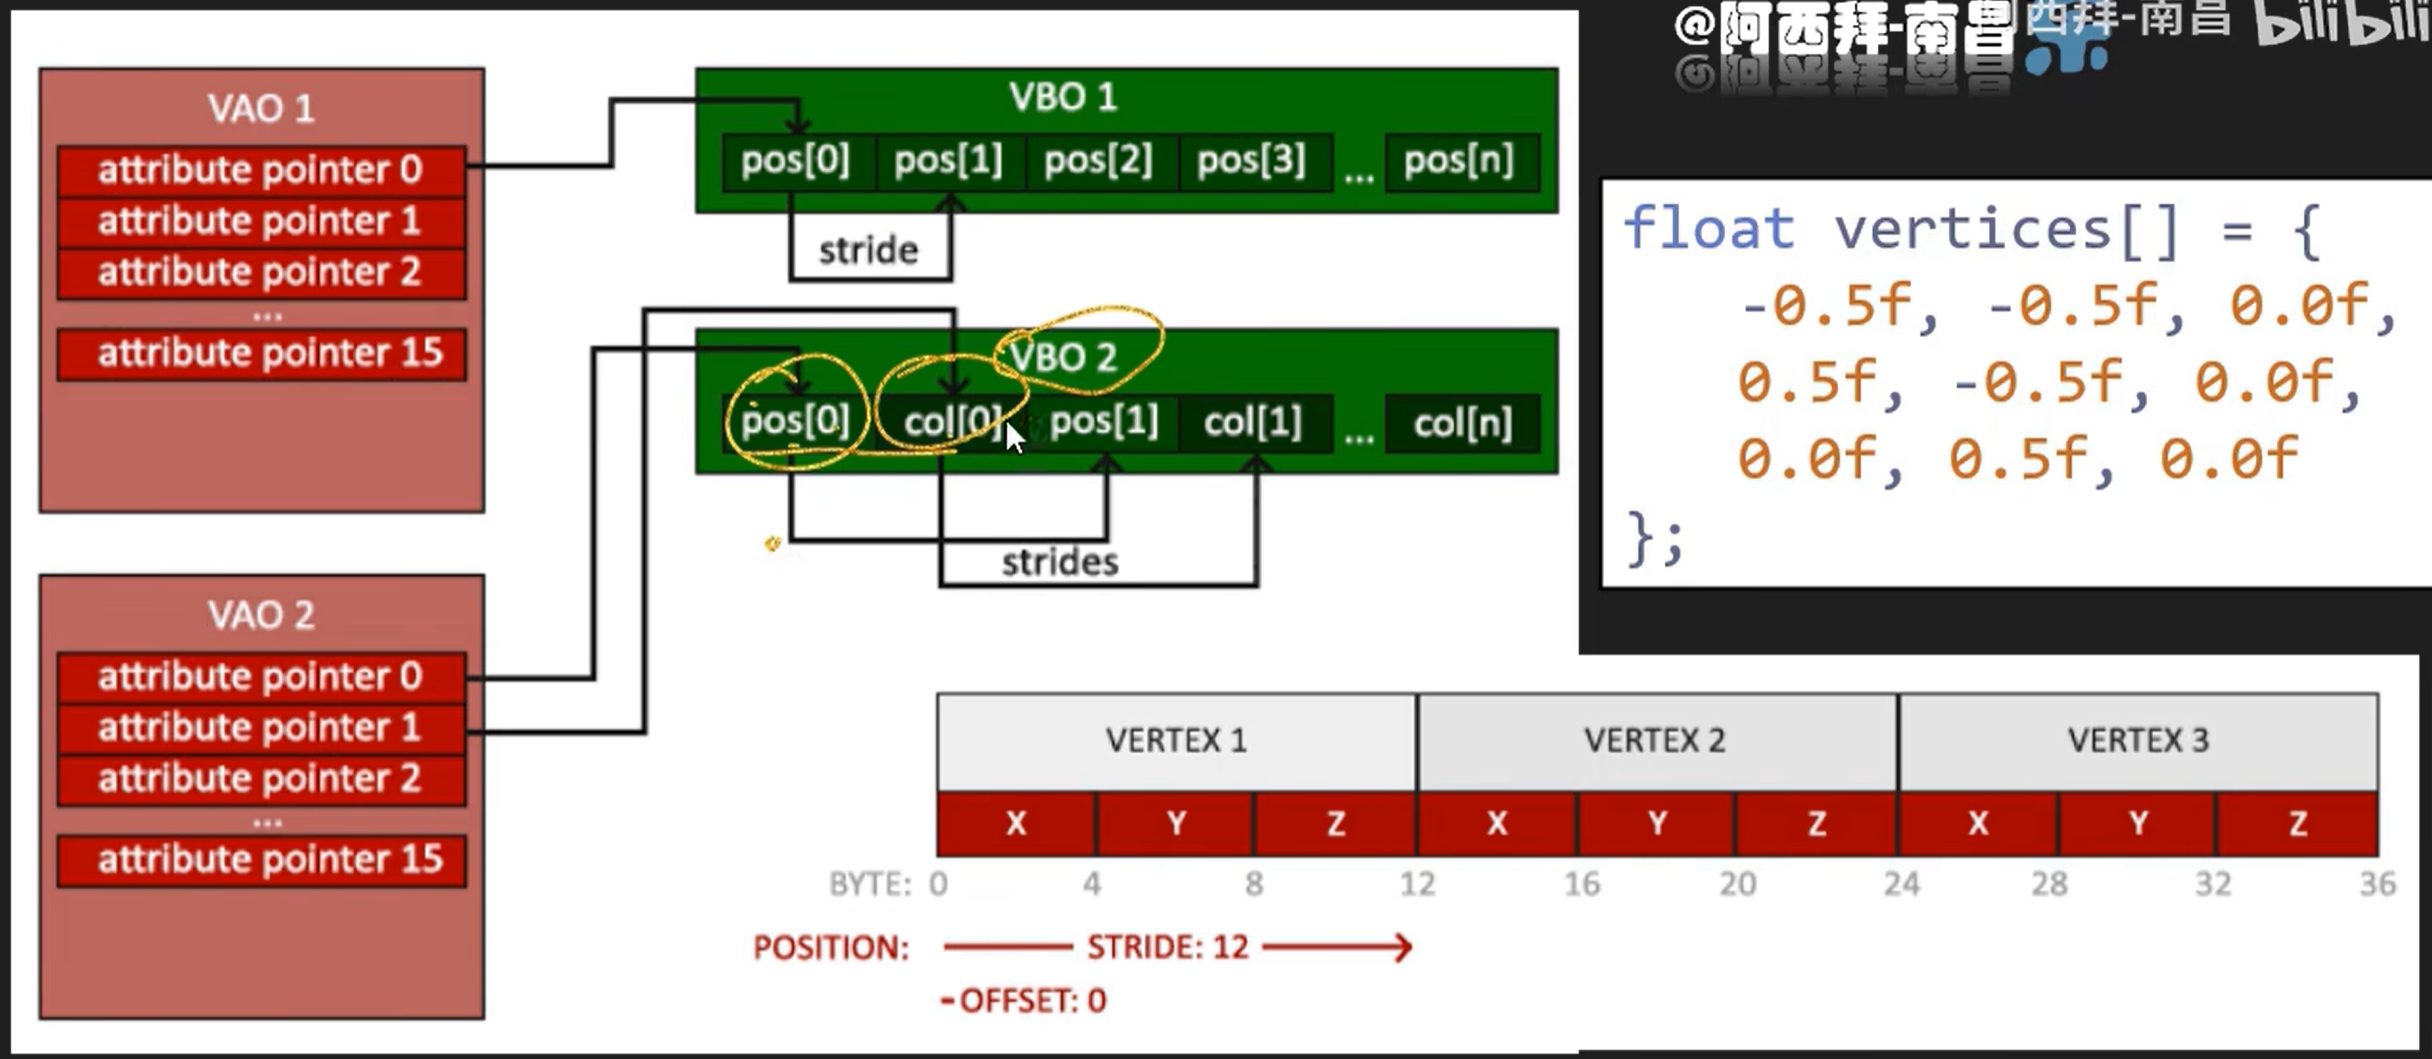 @阿西拜-南昌
阿西拜-南昌 bilibili
VAO 1
attribute pointer 0
attribute pointer 1
attribute pointer 2
...
attribute pointer 15
VBO 1
pos[0] pos[1] pos[2] pos[3] ... pos[n]
stride
VBO 2
pos[0] col[0] pos[1] col[1] ... col[n]
strides
VAO 2
attribute pointer 0
attribute pointer 1
attribute pointer 2
...
attribute pointer 15
float vertices[] = {
-0.5f, -0.5f, 0.0f,
0.5f, -0.5f, 0.0f,
0.0f, 0.5f, 0.0f
};
VERTEX 1 VERTEX 2 VERTEX 3
X Y Z X Y Z X Y Z
BYTE: 0 4 8 12 16 20 24 28 32 36
POSITION: STRIDE: 12
-OFFSET: 0